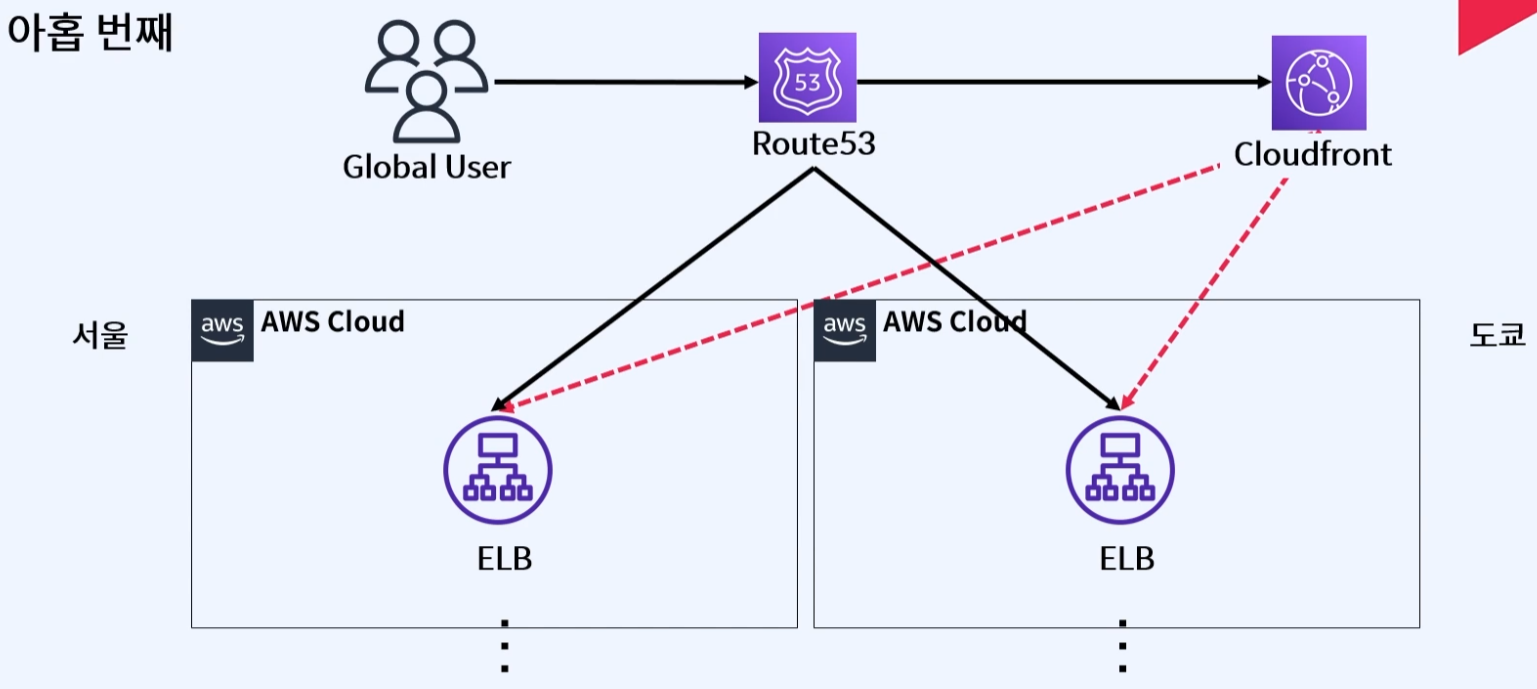 아홉 번째
53
Global User
Route53
Cloudfront
서울
aws
AWS Cloud
aws
AWS Cloud
도쿄
ELB
ELB